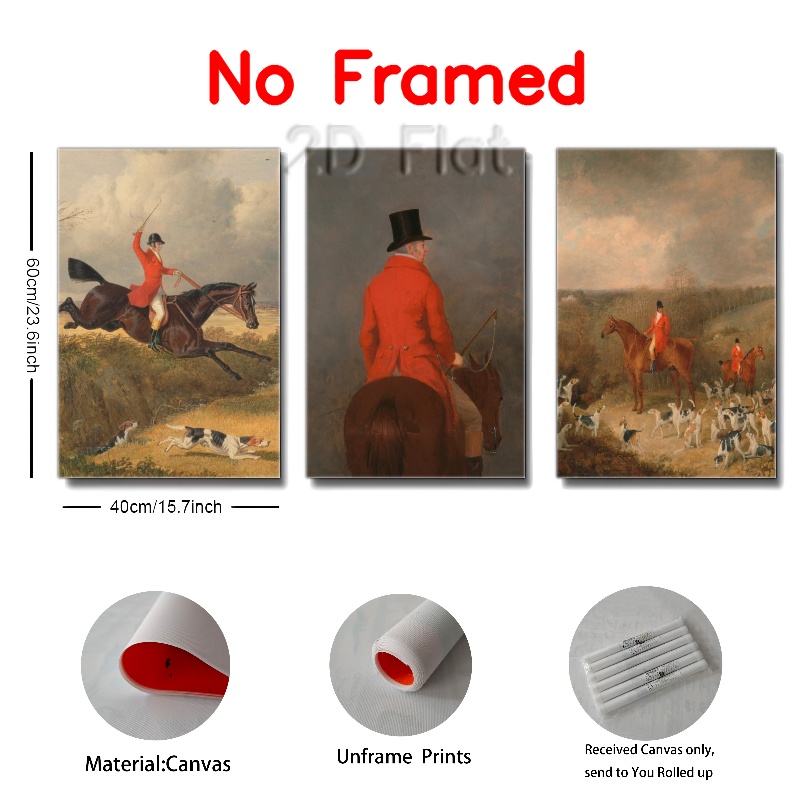 No Framed
2D Flat
60cm/23.6inch
40cm/15.7inch
Material:Canvas
Unframe Prints
Received Canvas only,
send to You Rolled up